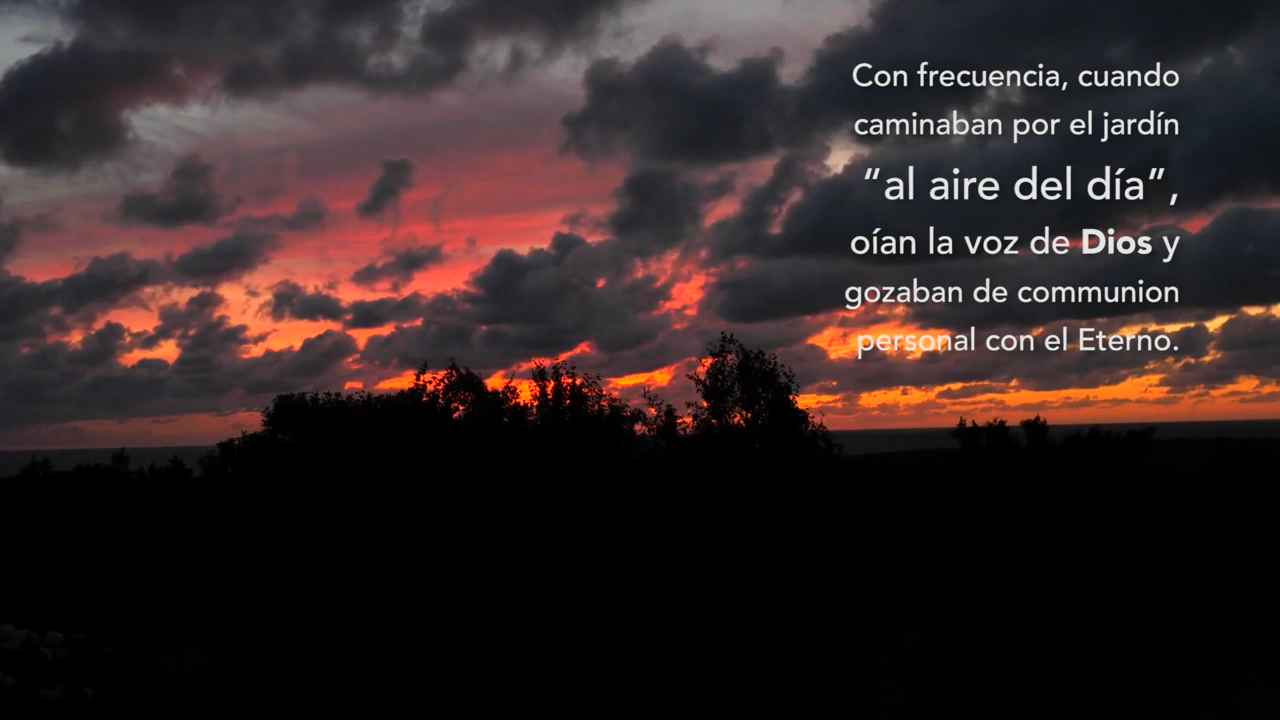 Con frecuencia, cuando
caminaban por el jardín
“al aire del día”,
oían la voz de Dios y
gozaban de communion
personal con el Eterno.